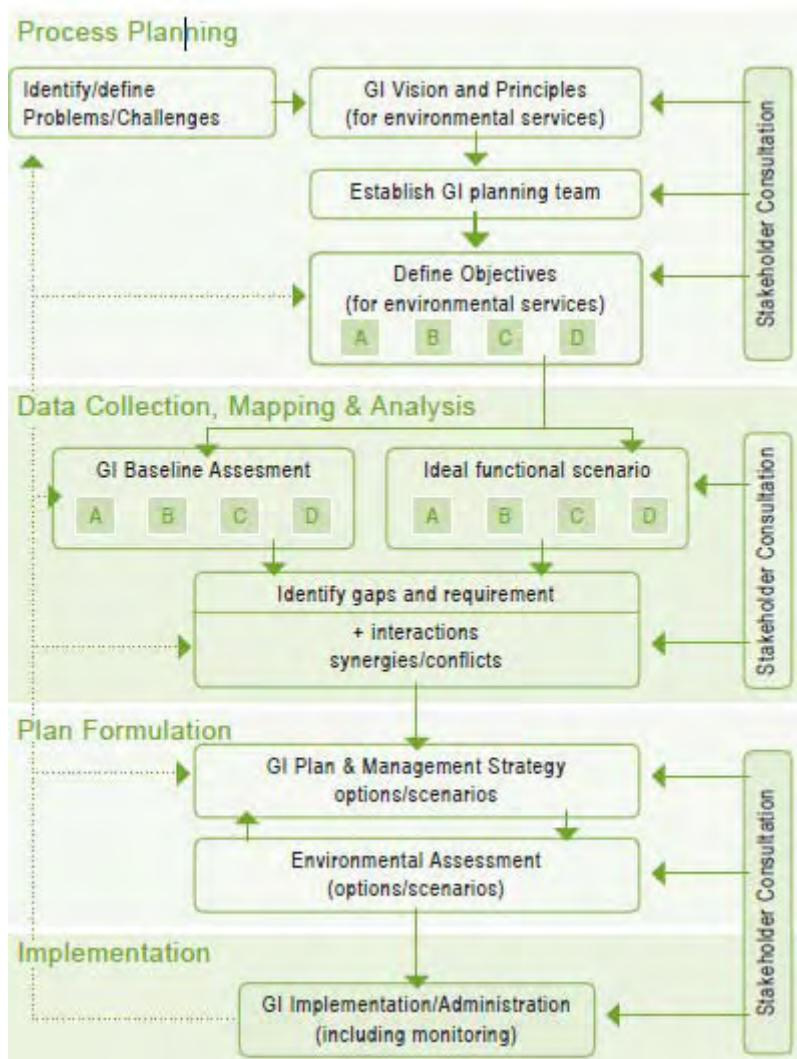 Process Planning
Identify/define
Problems/Challenges
GI Vision and Principles
(for environmental services)
Establish GI planning team
Define Objectives
(for environmental services)
A B C D
Stakeholder Consultation
Data Collection, Mapping & Analysis
GI Baseline Assesment
A B C D
Ideal functional scenario
A B C D
Identify gaps and requirement
+ interactions
synergies/conflicts
Stakeholder Consultation
Plan Formulation
GI Plan & Management Strategy
options/scenarios
Environmental Assessment
(options/scenarios)
Stakeholder Consultation
Implementation
GI Implementation/Administration
(including monitoring)